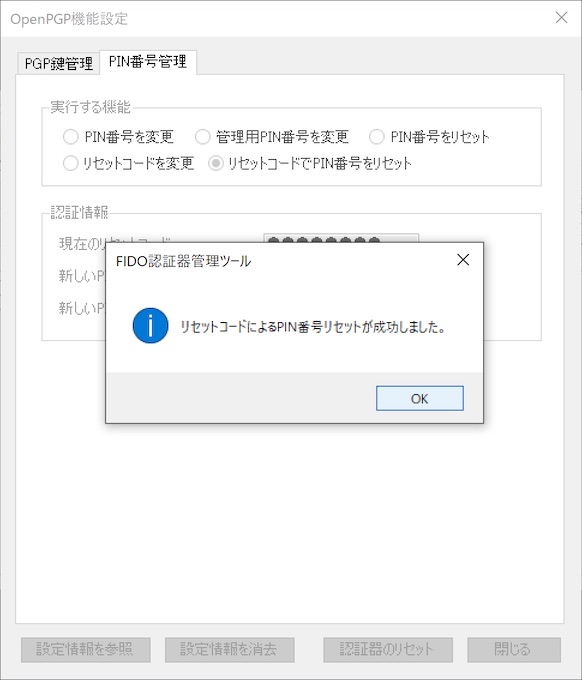 OpenPGP機能設定
PGP鍵管理 PIN番号管理
実行する機能
PIN番号を変更 管理用PIN番号を変更 PIN番号をリセット
リセットコードを変更 リセットコードでPIN番号をリセット
認証情報
現在のリセットコード
新しいP
新しいP
FIDO認証器管理ツール
リセットコードによるPIN番号リセットが成功しました。
OK
設定情報を参照 設定情報を消去 認証器のリセット 閉じる